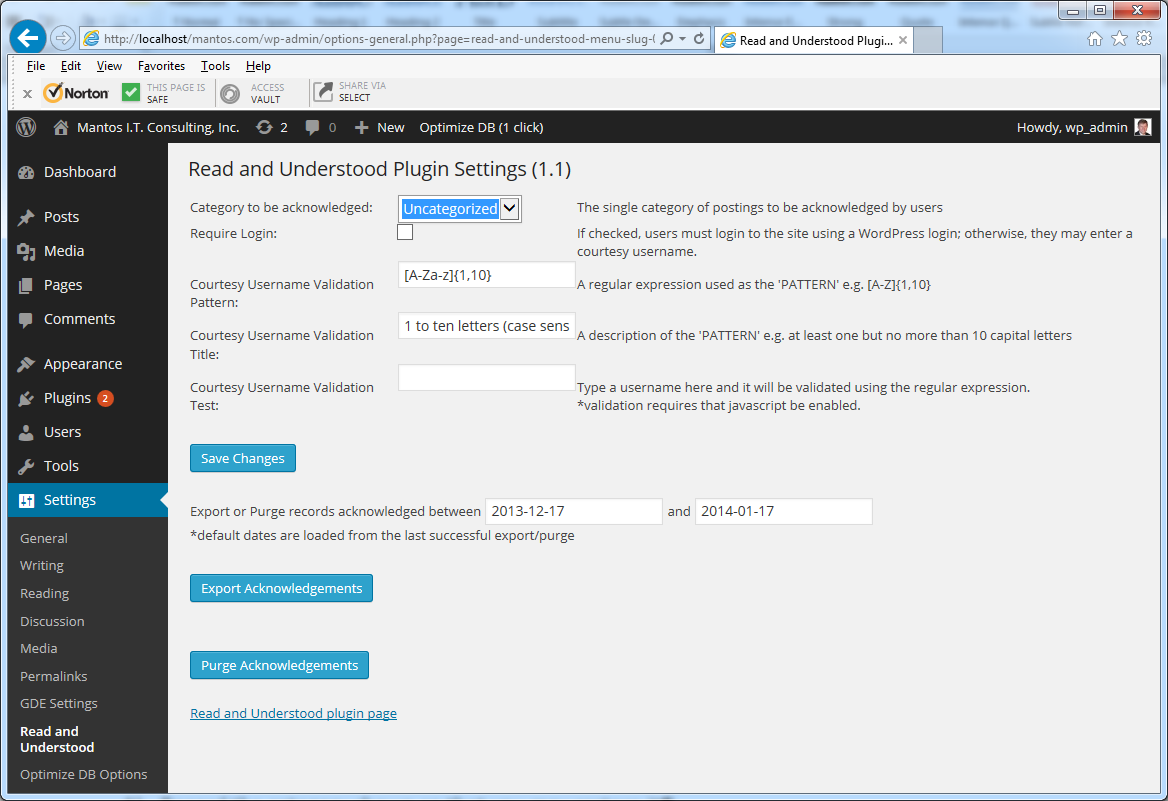 http://localhost/mantos.com/wp-admin/options-general.php?page=read-and-understood-menu-slug-
Read and Understood Plugi...
File Edit View Favorites Tools Help
x Norton THIS PAGE IS SAFE ACCESS VAULT SHARE VIA SELECT
Mantos I.T. Consulting, Inc. 2 0 New Optimize DB (1 click) Howdy, wp_admin
Dashboard
Posts
Media
Pages
Comments
Appearance
Plugins 2
Users
Tools
Settings
General
Writing
Reading
Discussion
Media
Permalinks
GDE Settings
Read and
Understood
Optimize DB Options
Read and Understood Plugin Settings (1.1)
Category to be acknowledged: Uncategorized The single category of postings to be acknowledged by users
Require Login: If checked, users must login to the site using a WordPress login; otherwise, they may enter a
courtesy username.
Courtesy Username Validation
Pattern: [A-Za-z]{1,10} A regular expression used as the 'PATTERN' e.g. [A-Z]{1,10}
Courtesy Username Validation
Title: 1 to ten letters (case sens A description of the 'PATTERN' e.g. at least one but no more than 10 capital letters
Courtesy Username Validation
Test: Type a username here and it will be validated using the regular expression.
*validation requires that javascript be enabled.
Save Changes
Export or Purge records acknowledged between 2013-12-17 and 2014-01-17
*default dates are loaded from the last successful export/purge
Export Acknowledgements
Purge Acknowledgements
Read and Understood plugin page